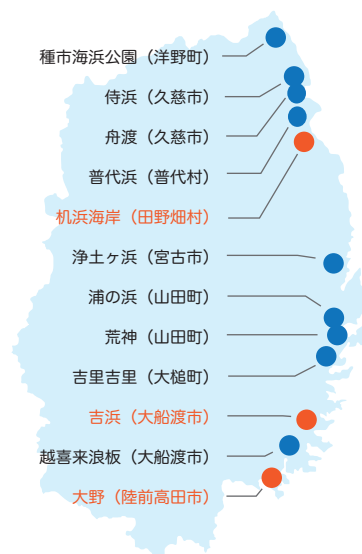 種市海浜公園（洋野町）
侍浜（久慈市）
舟渡（久慈市）
普代浜（普代村）
机浜海岸（田野畑村）
浄土ヶ浜（宮古市）
浦の浜（山田町）
荒神（山田町）
吉里吉里（大槌町）
吉浜（大船渡市）
越喜来浪板（大船渡市）
大野（陸前高田市）